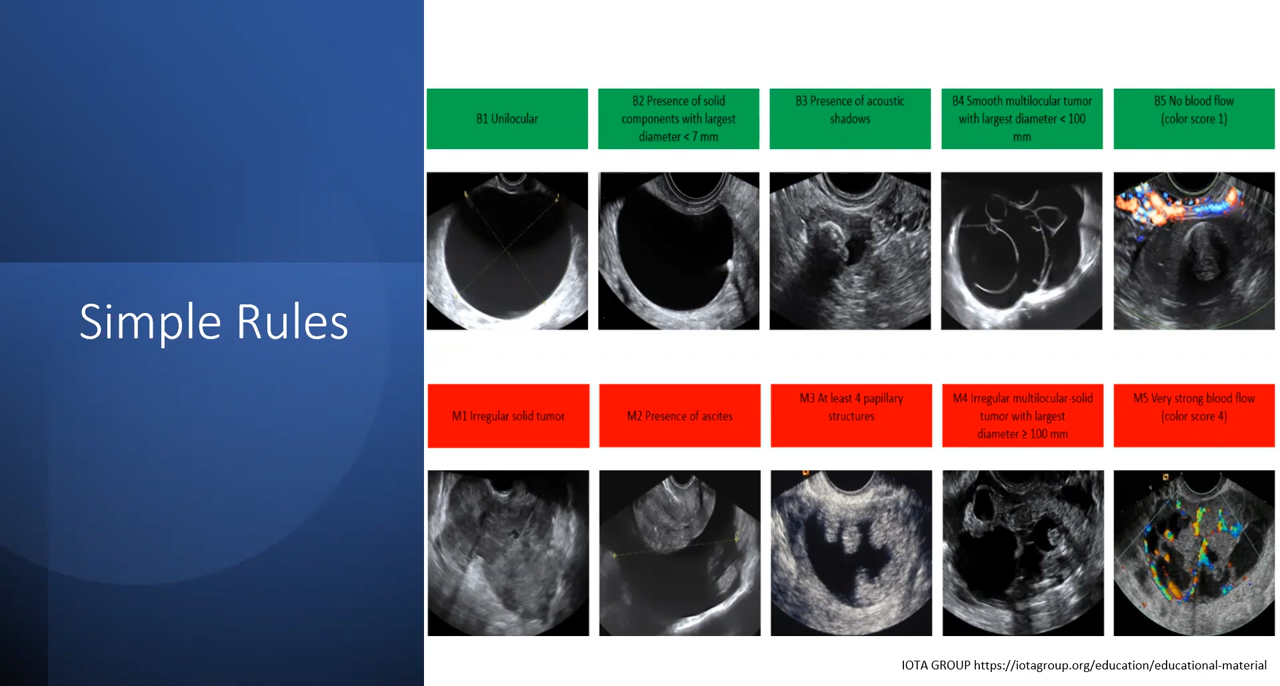 Simple Rules
B1 Unilocular
B2 Presence of solid
components with largest
diameter < 7 mm
B3 Presence of acoustic
shadows
B4 Smooth multilocular tumor
with largest diameter < 100
mm
B5 No blood flow
(color score 1)
M1 Irregular solid tumor
M2 Presence of ascites
M3 At least 4 papillary
structures
M4 Irregular multilocular-solid
tumor with largest
diameter ≥ 100 mm
M5 Very strong blood flow
(color score 4)
IOTA GROUP https://iotagroup.org/education/educational-material